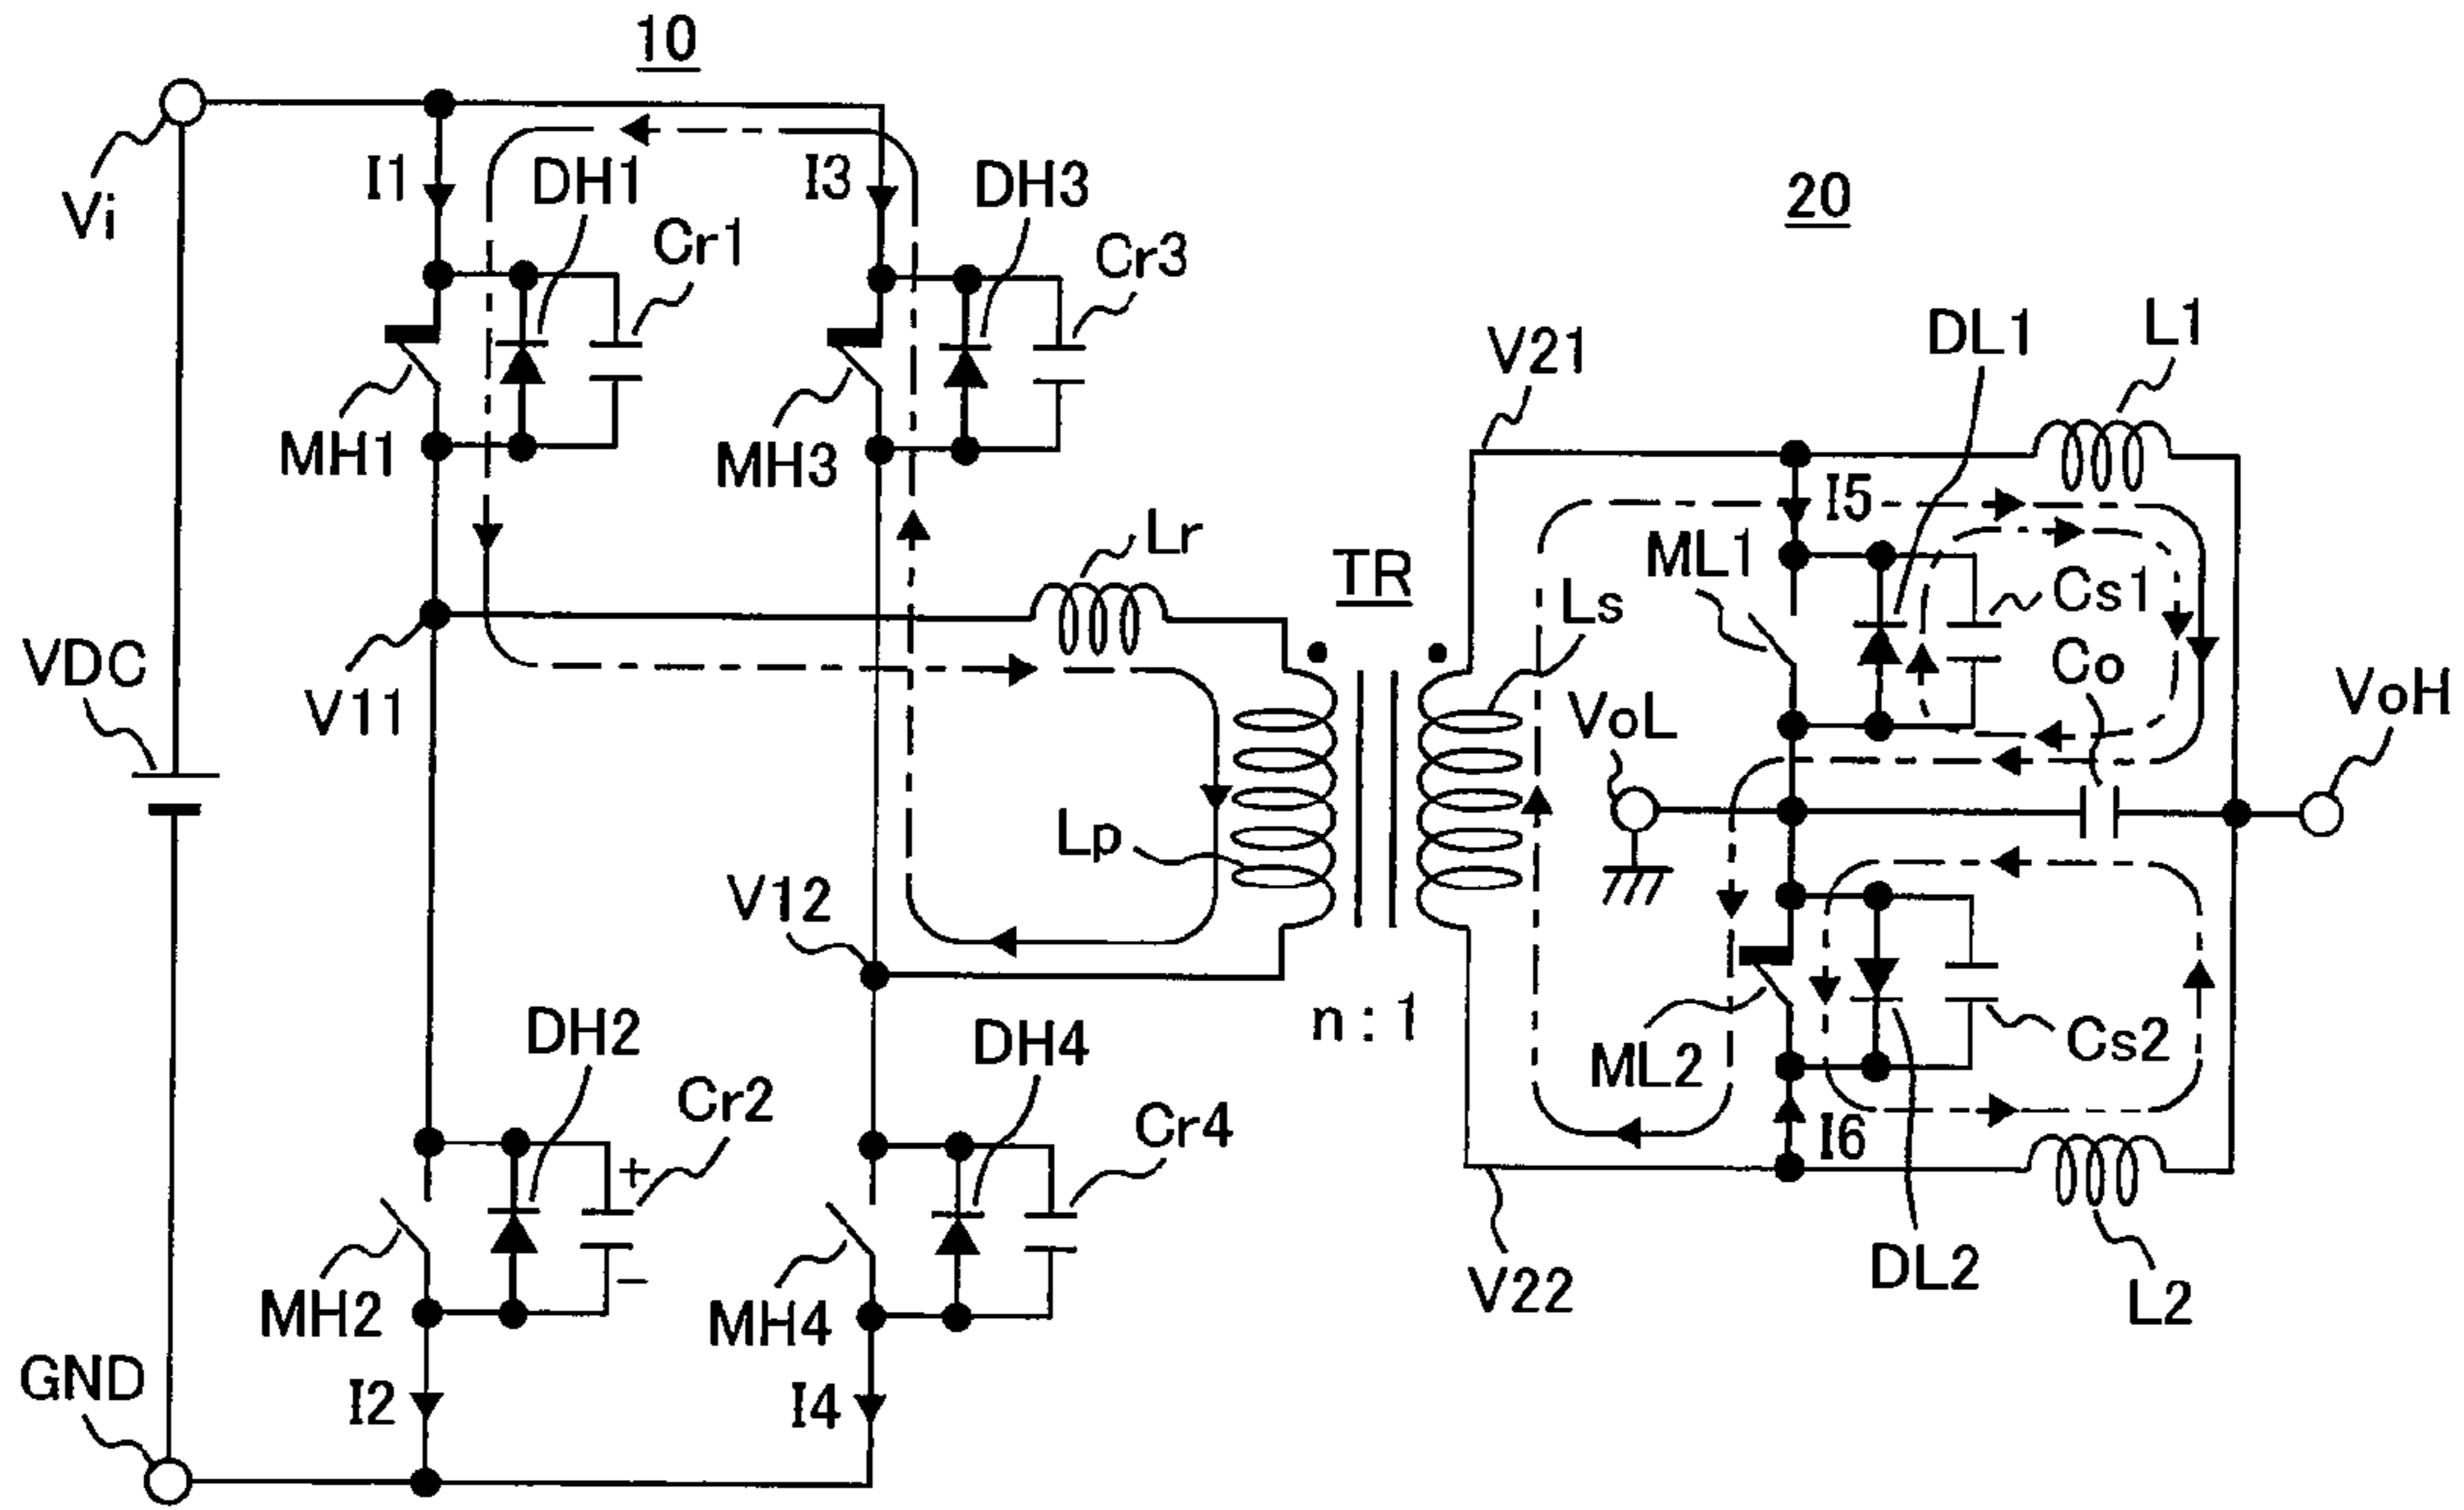 10
Vi
I1
DH1
Cr1
I3
DH3
Cr3
20
MH1
MH3
V21
DL1
L1
I5
Lr
TR
ML1
Cs1
Ls
Co
VDC
V11
VoL
VoH
Lp
V12
n : 1
DH2
Cr2
DH4
Cr4
ML2
Cs2
I6
+
−
MH2
MH4
V22
DL2
L2
GND
I2
I4